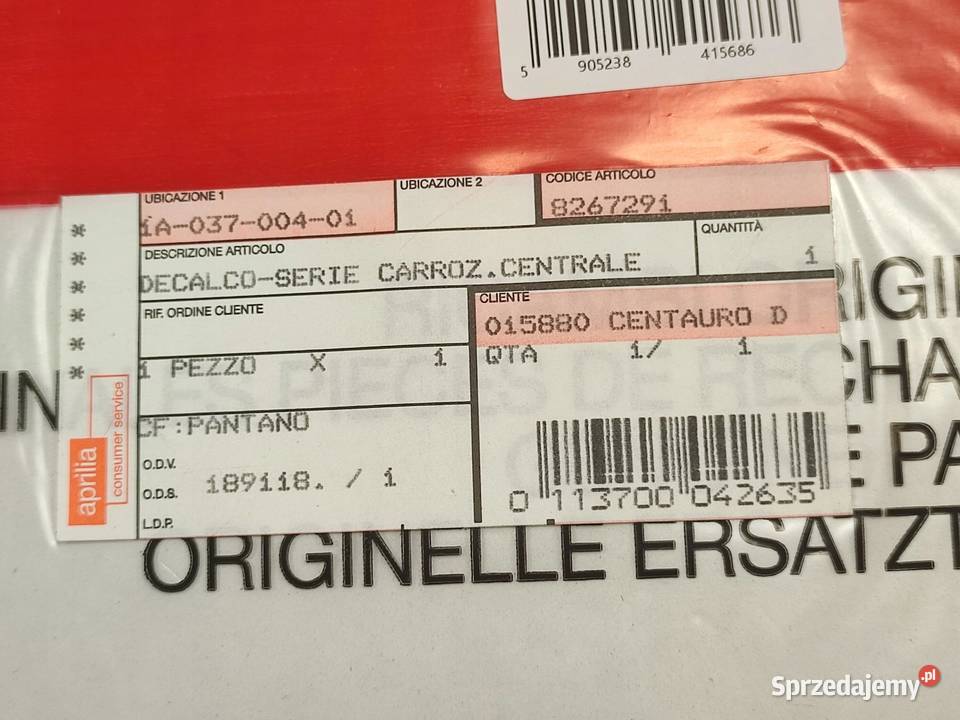 5 905238 415686
UBICAZIONE 1
1A-037-004-01
UBICAZIONE 2
CODICE ARTICOLO
8267291
DESCRIZIONE ARTICOLO
DECALCO-SERIE CARROZ.CENTRALE
QUANTITÀ
1
RIF. ORDINE CLIENTE
CLIENTE
015880 CENTAURO D
1 PEZZO X 1
QTA 1/ 1
CF:PANTANO
O.D.V.
O.D.S.
189118. / 1
L.D.P.
0 113700 042635
aprilia
consumer service
ORIGINELLE ERSATZT
Sprzedajemy.pl